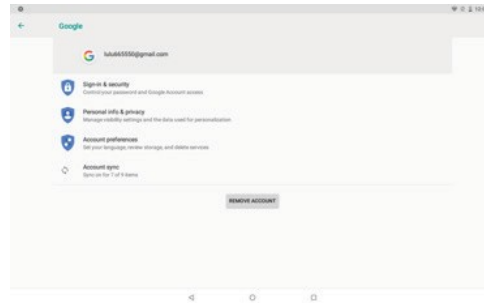 Google
lulu665550@gmail.com
Sign-in & security
Control your password and Google Account access
Personal info & privacy
Manage visibility settings and the data used for personalization
Account preferences
Set your language, review storage, and delete services
Account sync
Sync on for 7 of 9 items
REMOVE ACCOUNT